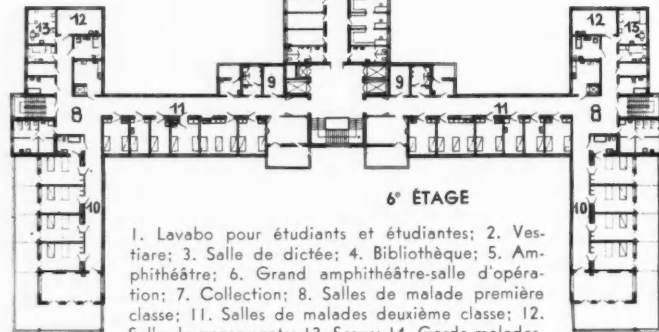 13 12
12 13
9 9
8 11 11 8
10 10
6° ÉTAGE
1. Lavabo pour étudiants et étudiantes; 2. Ves-
tiare; 3. Salle de dictée; 4. Bibliothèque; 5. Am-
phithéâtre; 6. Grand amphithéâtre-salle d'opéra-
tion; 7. Collection; 8. Salles de malade première
classe; 11. Salles de malades deuxième classe; 12.